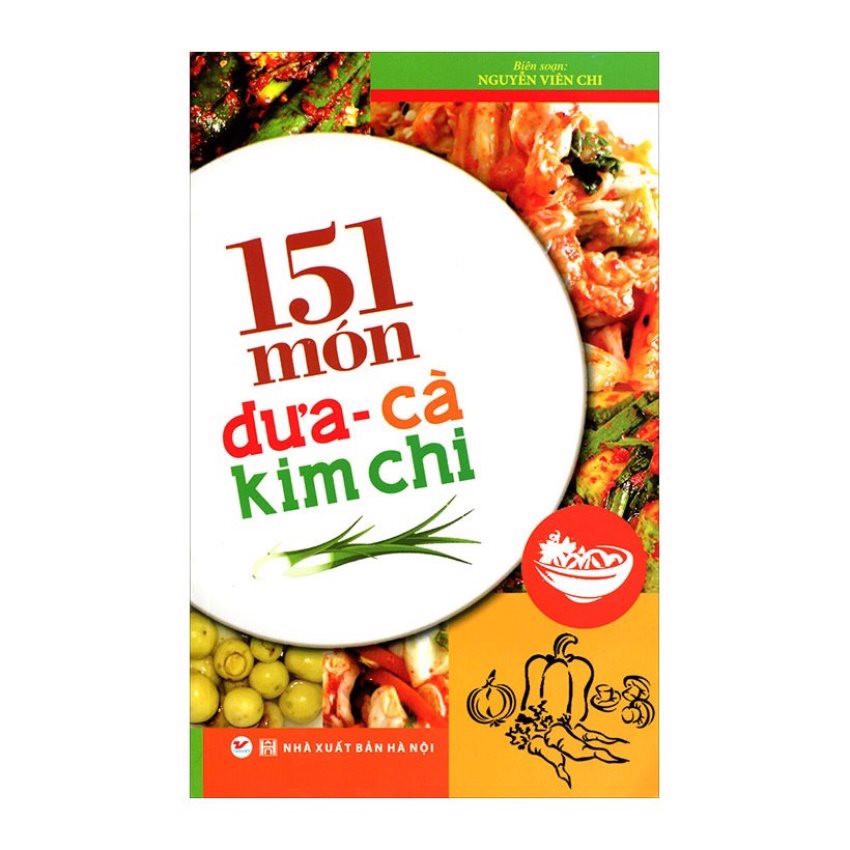 Biên soạn:
NGUYỄN VIÊN CHI
151
món
dưa - cà
kim chi
NHÀ XUẤT BẢN HÀ NỘI